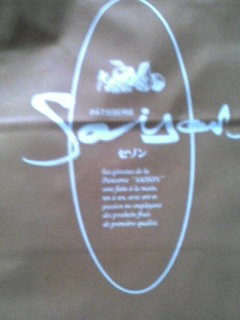 PATISSERIE
Saison
セゾン
Les gâteaux de la
Patisserie "SAISON"
sont faits à la main,
un à un, avec art et
passion en employant
des produits frais
de première qualité.